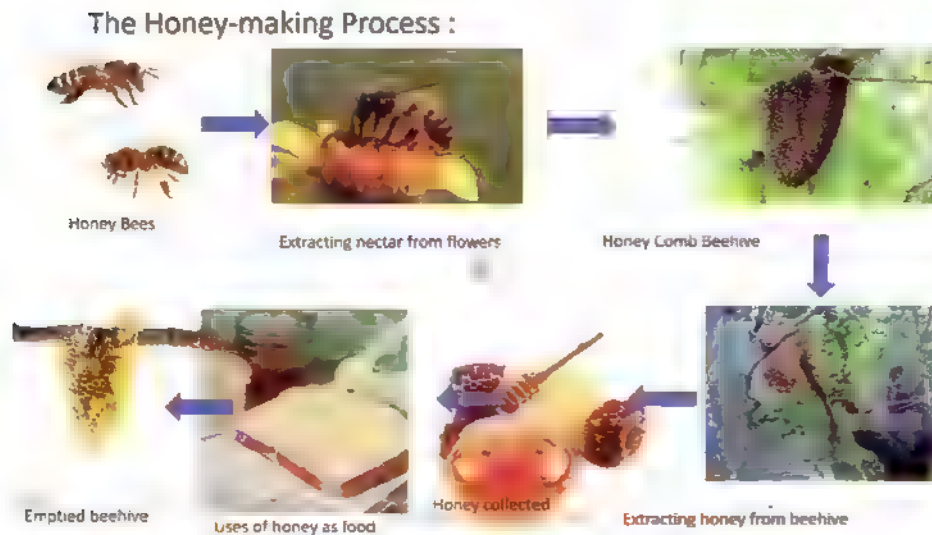 The Honey-making Process :
Honey Bees
Extracting nectar from flowers
Honey Comb Beehive
Extracting honey from beehive
Honey collected
Uses of honey as food
Emptied beehive